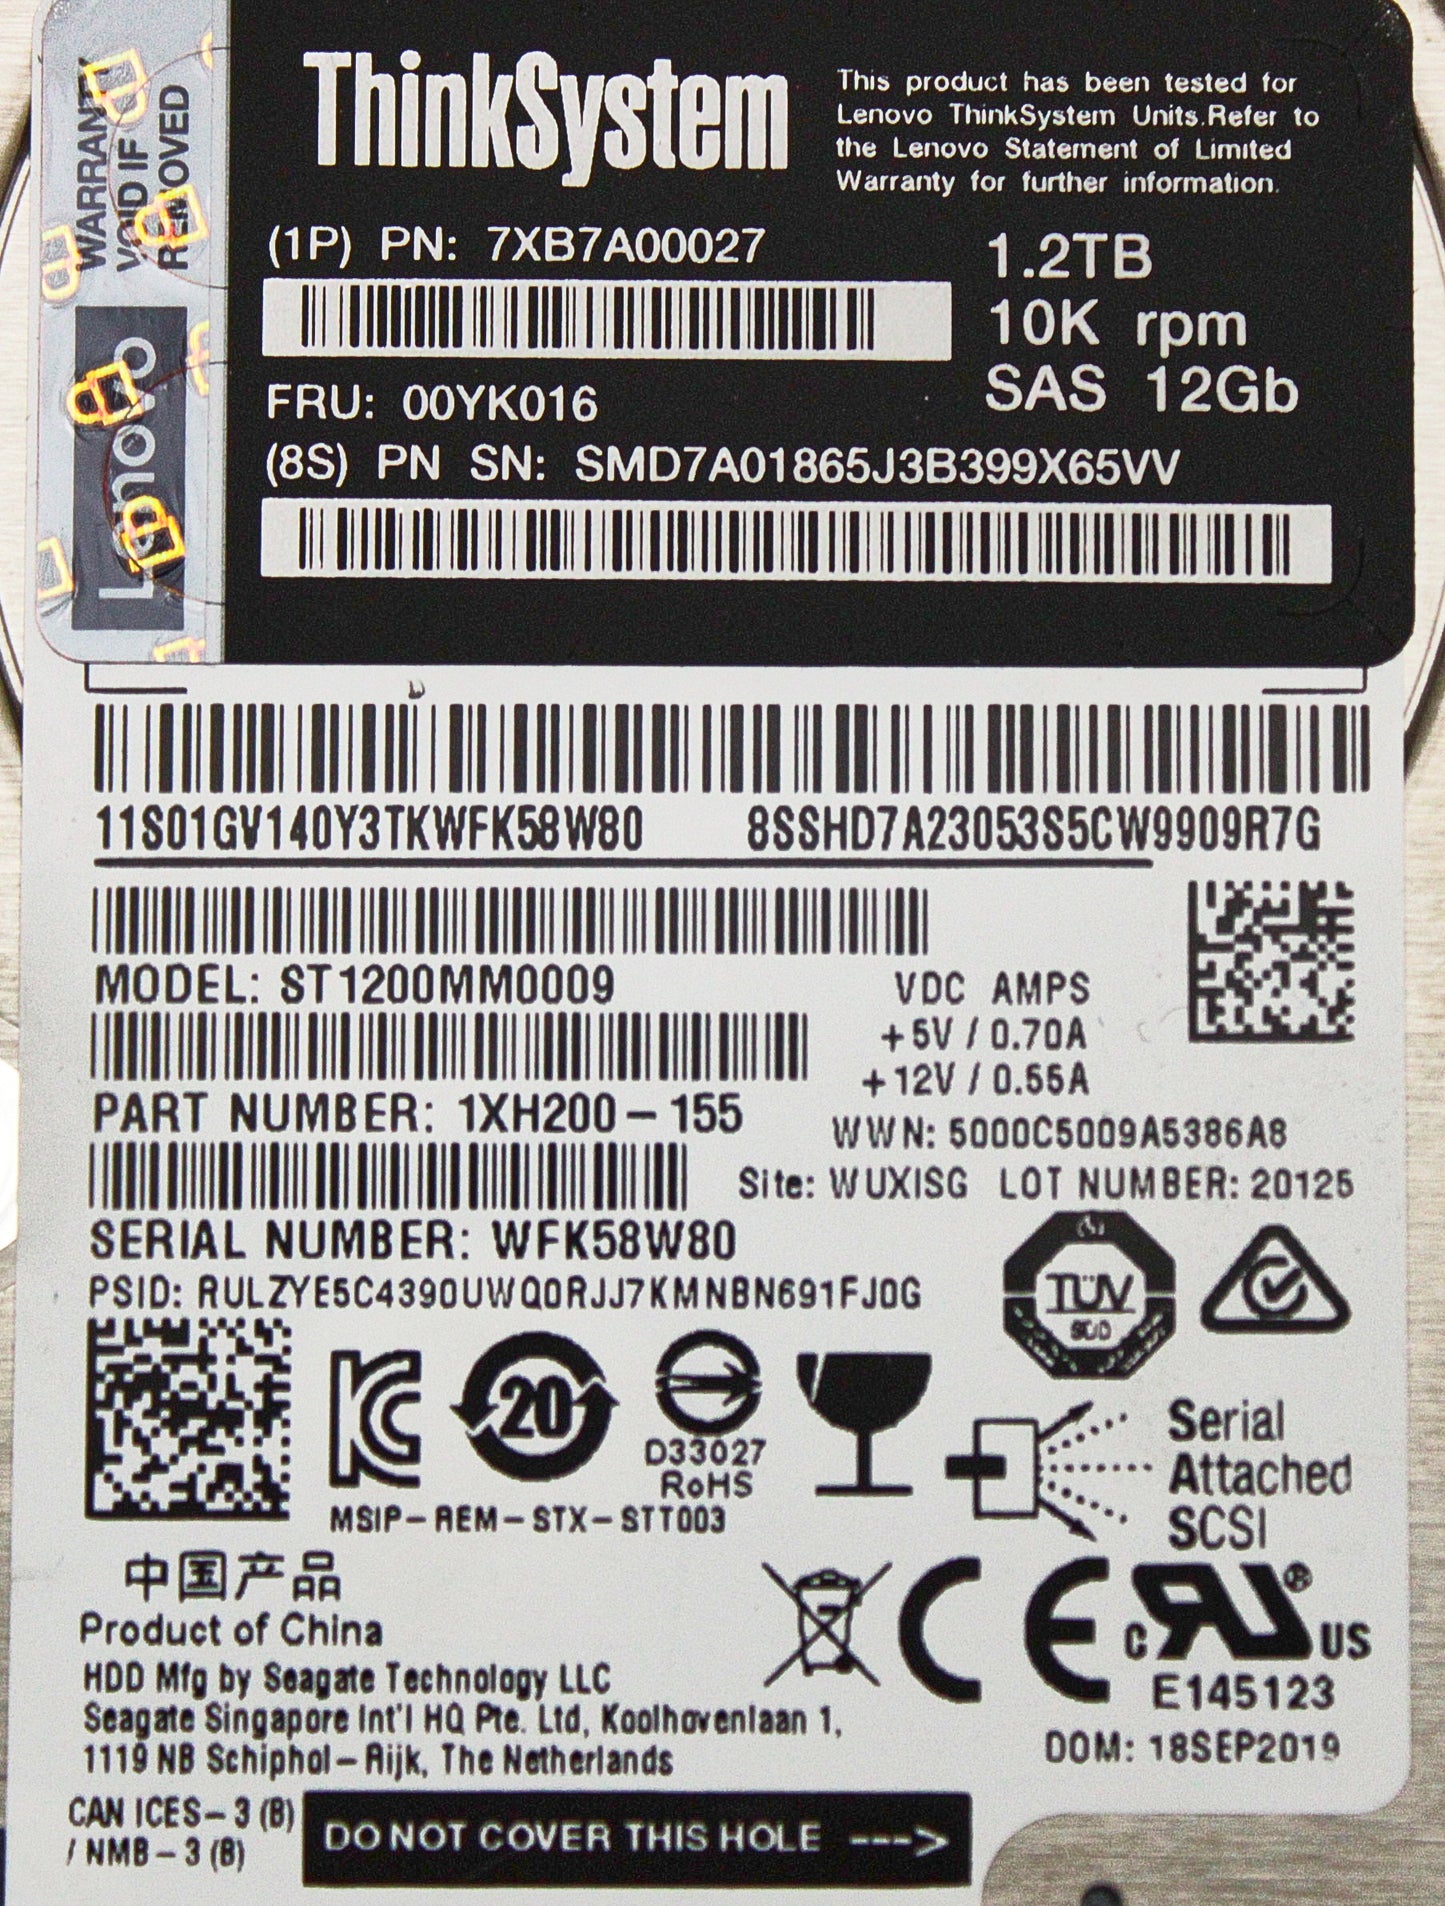 WARRANTY
VOID IF
REMOVED
Lenovo
ThinkSystem
This product has been tested for
Lenovo ThinkSystem Units.Refer to
the Lenovo Statement of Limited
Warranty for further information.
(1P) PN: 7XB7A00027
1.2TB
10K rpm
SAS 12Gb
FRU: 00YK016
(8S) PN SN: SMD7A01865J3B399X65VV
11S01GV140Y3TKWFK58W80 8SSHD7A23053S5CW9909R7G
MODEL: ST1200MM0009
VDC AMPS
+5V / 0.70A
+12V / 0.55A
PART NUMBER: 1XH200-155
WWN: 5000C5009A5386A8
Site: WUXISG LOT NUMBER: 20125
SERIAL NUMBER: WFK58W80
PSID: RULZYE5C4390UWQ0RJJ7KMNBN691FJ0G
TÜV
SÜD
20
D33027
RoHS
MSIP-REM-STX-STT003
Serial
Attached
SCSI
中国产品
Product of China
HDD Mfg by Seagate Technology LLC
Seagate Singapore Int'l HQ Pte. Ltd, Koolhovenlaan 1,
1119 NB Schiphol-Rijk, The Netherlands
CE
C RU® US
E145123
DOM: 18SEP2019
CAN ICES-3 (B)
/ NMB-3 (B)
DO NOT COVER THIS HOLE --->